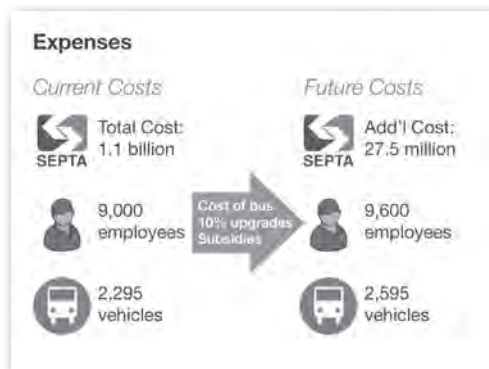 Expenses
Current Costs
Future Costs
SEPTA
Total Cost:
1.1 billion
SEPTA
Add'l Cost:
27.5 million
9,000
employees
Cost of bus
10% upgrades
Subsidies
9,600
employees
2,295
vehicles
2,595
vehicles